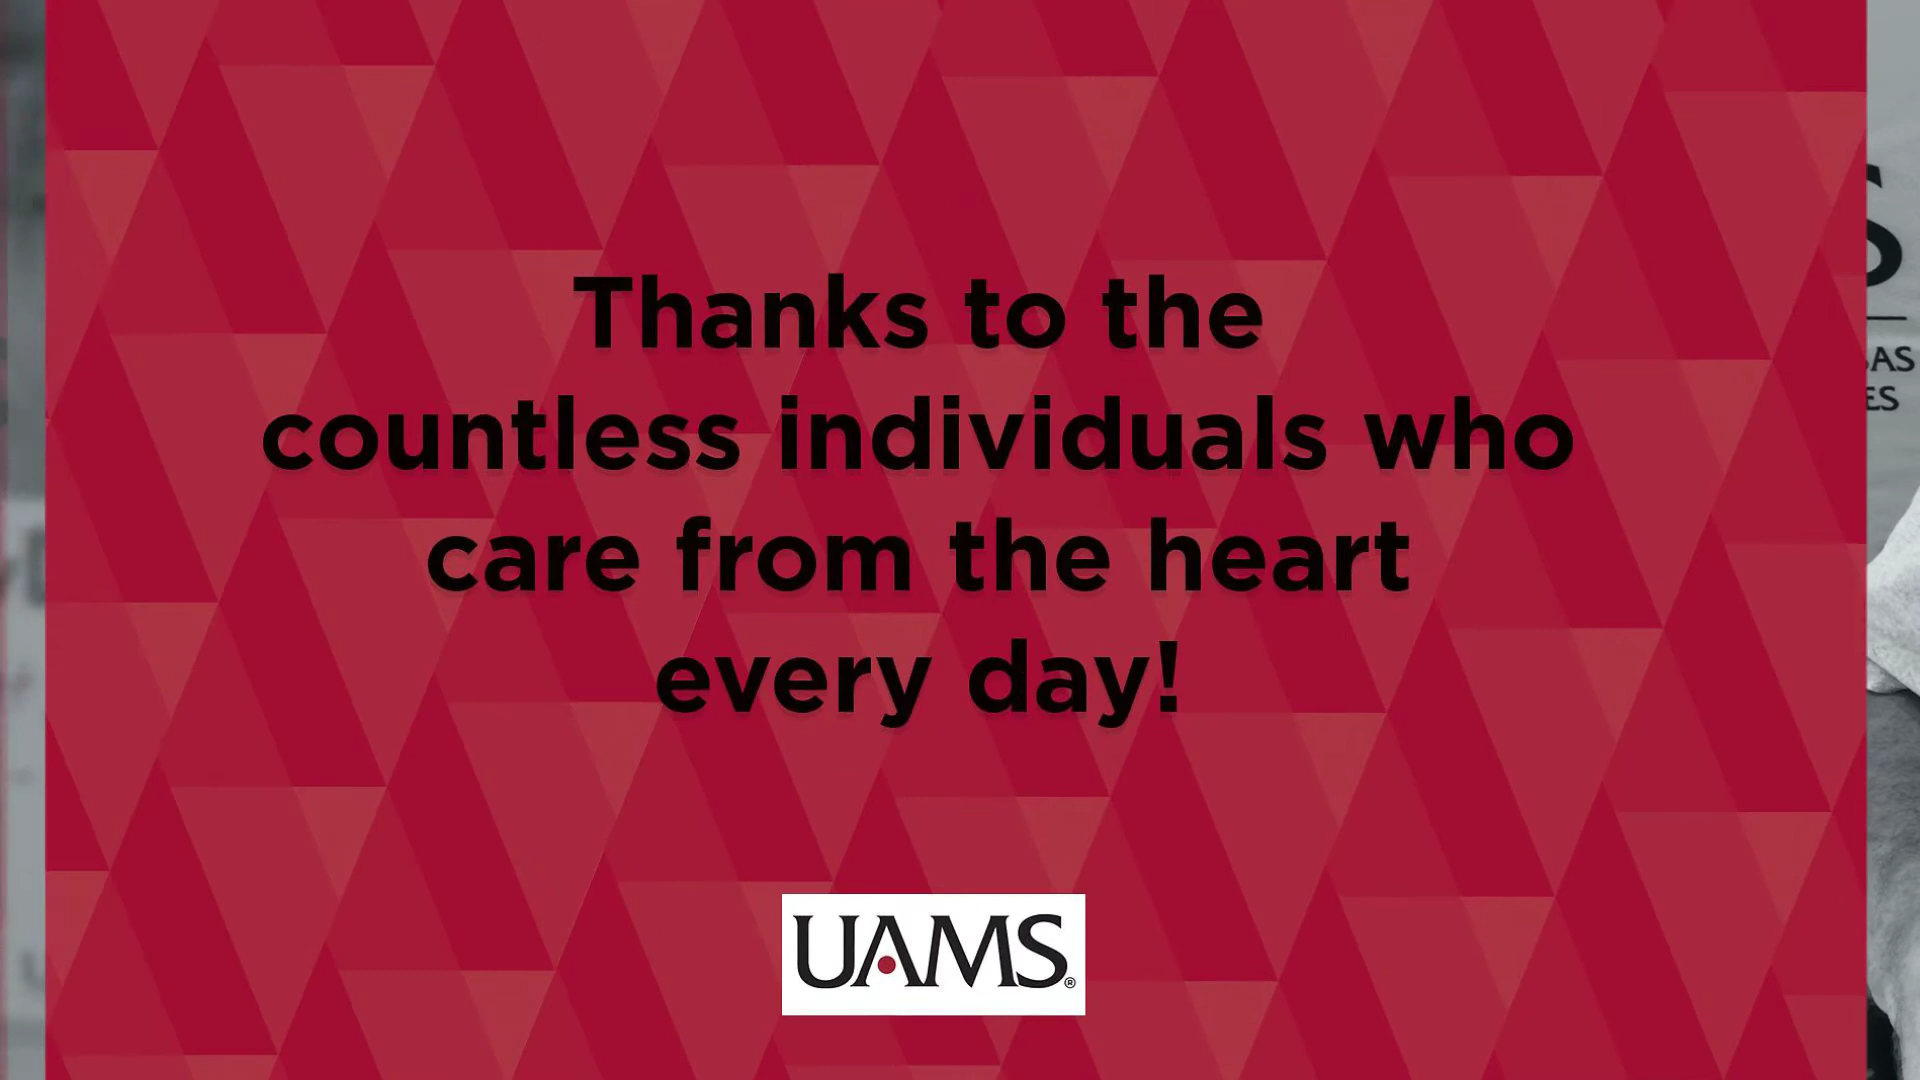 Thanks to the
countless individuals who
care from the heart
every day!
UAMS®